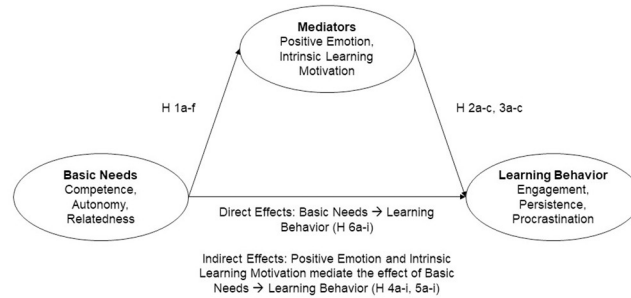 Mediators
Positive Emotion,
Intrinsic Learning
Motivation
H 1a-f
H 2a-c, 3a-c
Basic Needs
Competence,
Autonomy,
Relatedness
Learning Behavior
Engagement,
Persistence,
Procrastination
Direct Effects: Basic Needs → Learning
Behavior (H 6a-i)
Indirect Effects: Positive Emotion and Intrinsic
Learning Motivation mediate the effect of Basic
Needs → Learning Behavior (H 4a-i, 5a-i)